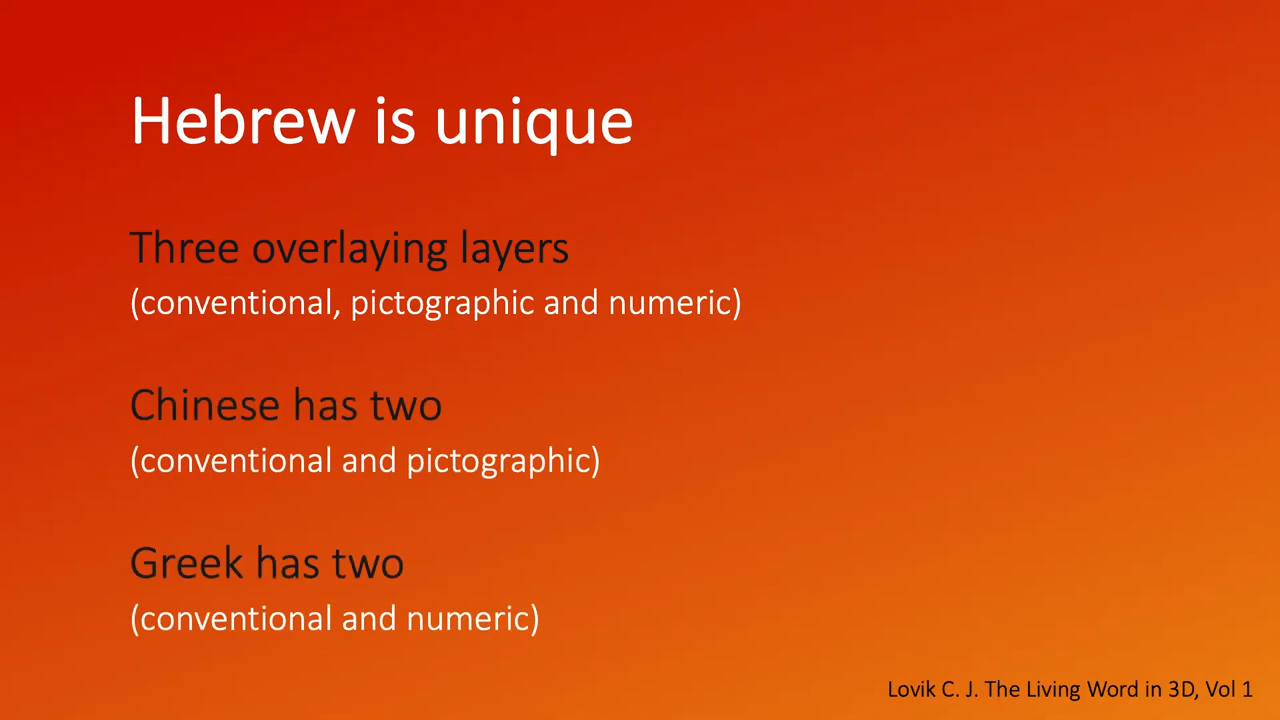 Hebrew is unique
Three overlaying layers
(conventional, pictographic and numeric)
Chinese has two
(conventional and pictographic)
Greek has two
(conventional and numeric)
Lovik C. J. The Living Word in 3D, Vol 1